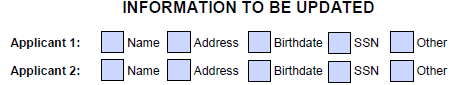 INFORMATION TO BE UPDATED
Applicant 1: Name Address Birthdate SSN Other
Applicant 2: Name Address Birthdate SSN Other